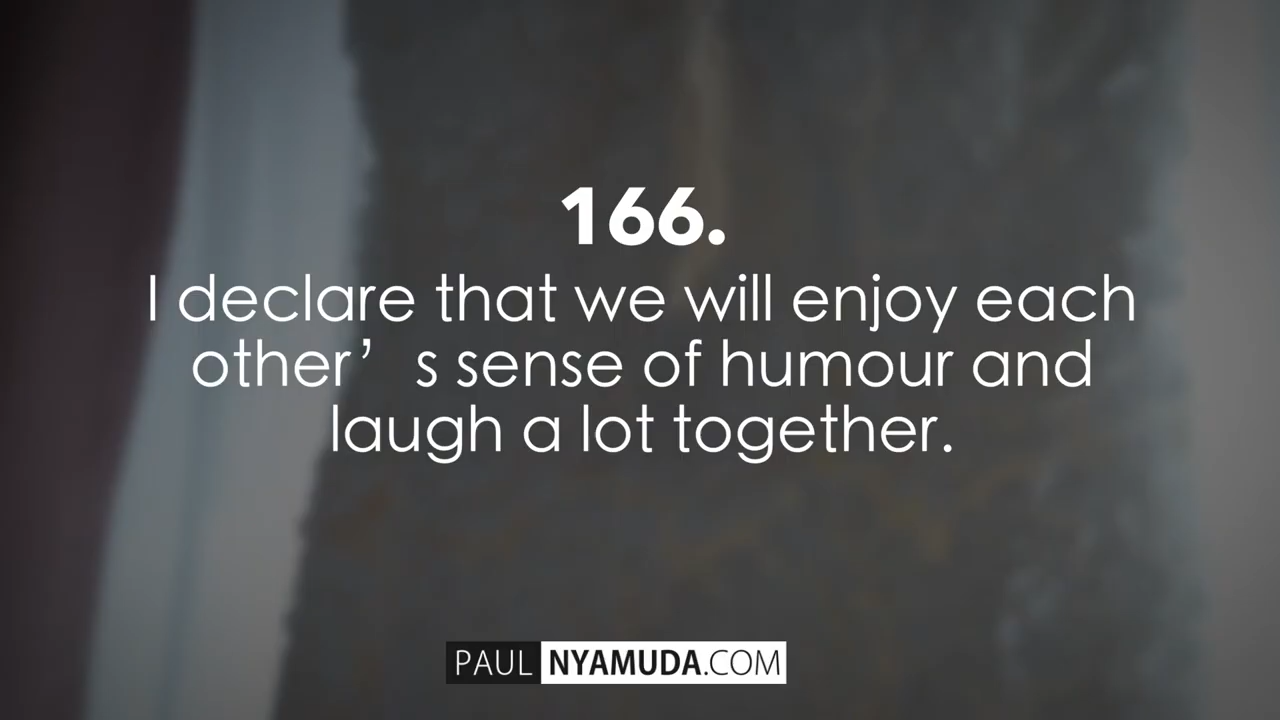 166.
I declare that we will enjoy each
other’ s sense of humour and
laugh a lot together.
PAUL NYAMUDA.COM